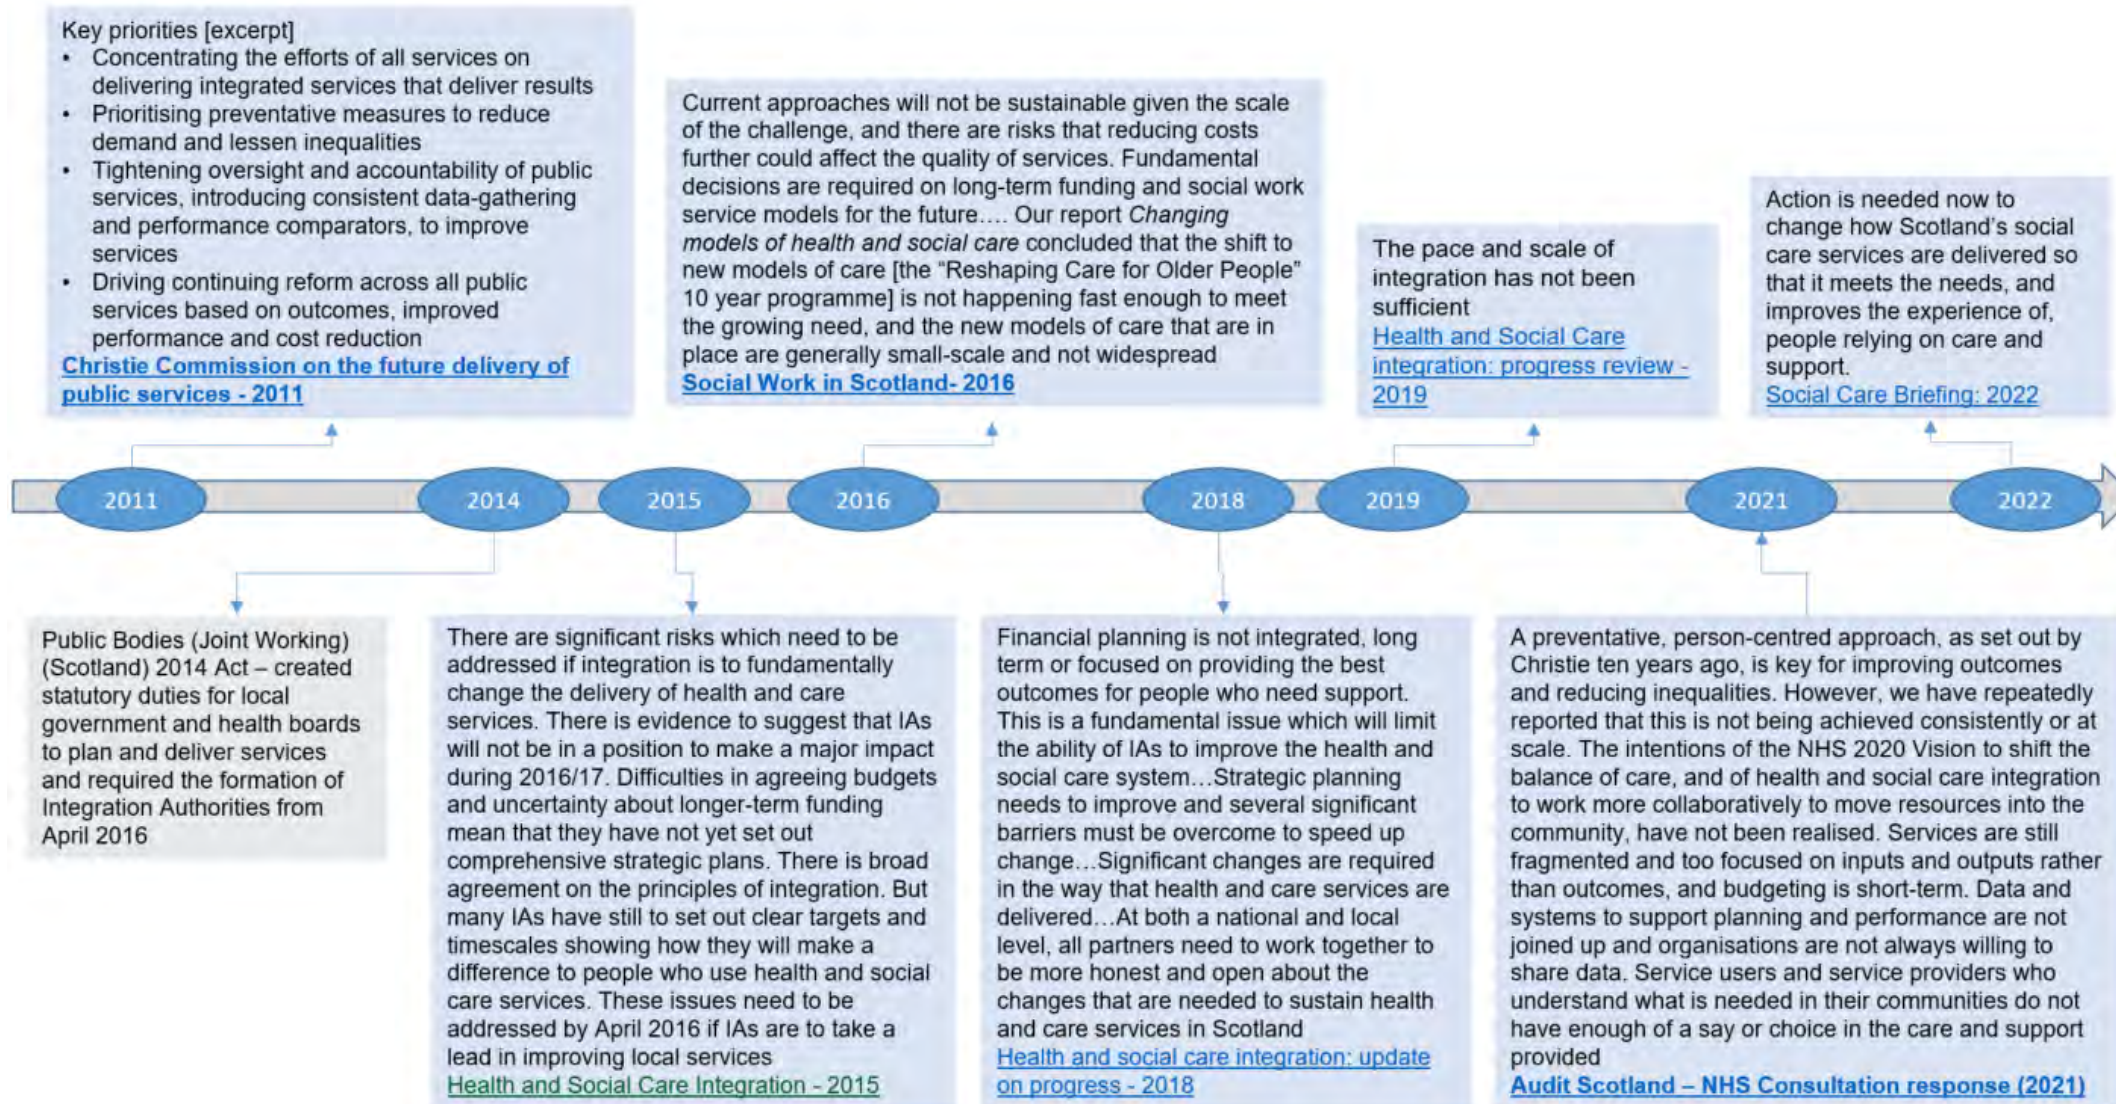 Key priorities [excerpt]
• Concentrating the efforts of all services on
delivering integrated services that deliver results
• Prioritising preventative measures to reduce
demand and lessen inequalities
• Tightening oversight and accountability of public
services, introducing consistent data-gathering
and performance comparators, to improve
services
• Driving continuing reform across all public
services based on outcomes, improved
performance and cost reduction
Christie Commission on the future delivery of
public services - 2011
Current approaches will not be sustainable given the scale
of the challenge, and there are risks that reducing costs
further could affect the quality of services. Fundamental
decisions are required on long-term funding and social work
service models for the future…. Our report Changing
models of health and social care concluded that the shift to
new models of care [the “Reshaping Care for Older People”
10 year programme] is not happening fast enough to meet
the growing need, and the new models of care that are in
place are generally small-scale and not widespread
Social Work in Scotland- 2016
The pace and scale of
integration has not been
sufficient
Health and Social Care
integration: progress review -
2019
Action is needed now to
change how Scotland’s social
care services are delivered so
that it meets the needs, and
improves the experience of,
people relying on care and
support.
Social Care Briefing: 2022
2011
2014
2015
2016
2018
2019
2021
2022
Public Bodies (Joint Working)
(Scotland) 2014 Act – created
statutory duties for local
government and health boards
to plan and deliver services
and required the formation of
Integration Authorities from
April 2016
There are significant risks which need to be
addressed if integration is to fundamentally
change the delivery of health and care
services. There is evidence to suggest that IAs
will not be in a position to make a major impact
during 2016/17. Difficulties in agreeing budgets
and uncertainty about longer-term funding
mean that they have not yet set out
comprehensive strategic plans. There is broad
agreement on the principles of integration. But
many IAs have still to set out clear targets and
timescales showing how they will make a
difference to people who use health and social
care services. These issues need to be
addressed by April 2016 if IAs are to take a
lead in improving local services
Health and Social Care Integration - 2015
Financial planning is not integrated, long
term or focused on providing the best
outcomes for people who need support.
This is a fundamental issue which will limit
the ability of IAs to improve the health and
social care system…Strategic planning
needs to improve and several significant
barriers must be overcome to speed up
change…Significant changes are required
in the way that health and care services are
delivered…At both a national and local
level, all partners need to work together to
be more honest and open about the
changes that are needed to sustain health
and care services in Scotland
Health and social care integration: update
on progress - 2018
A preventative, person-centred approach, as set out by
Christie ten years ago, is key for improving outcomes
and reducing inequalities. However, we have repeatedly
reported that this is not being achieved consistently or at
scale. The intentions of the NHS 2020 Vision to shift the
balance of care, and of health and social care integration
to work more collaboratively to move resources into the
community, have not been realised. Services are still
fragmented and too focused on inputs and outputs rather
than outcomes, and budgeting is short-term. Data and
systems to support planning and performance are not
joined up and organisations are not always willing to
share data. Service users and service providers who
understand what is needed in their communities do not
have enough of a say or choice in the care and support
provided
Audit Scotland – NHS Consultation response (2021)